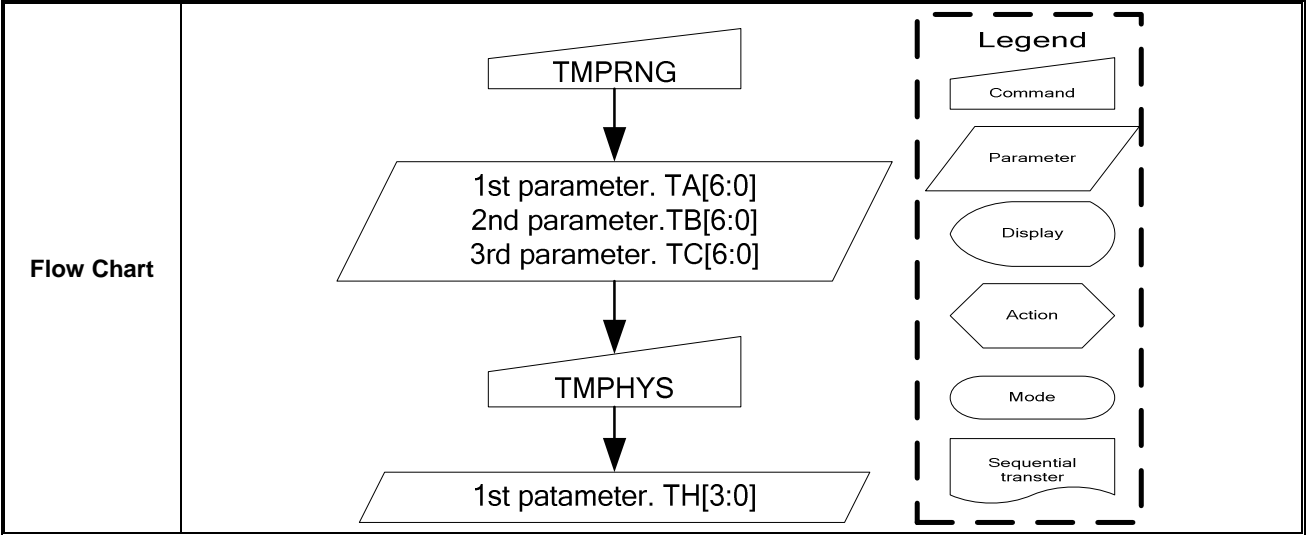 Flow Chart
TMPRNG
1st parameter. TA[6:0]
2nd parameter.TB[6:0]
3rd parameter. TC[6:0]
TMPHYS
1st patameter. TH[3:0]
Legend
Command
Parameter
Display
Action
Mode
Sequential
transter